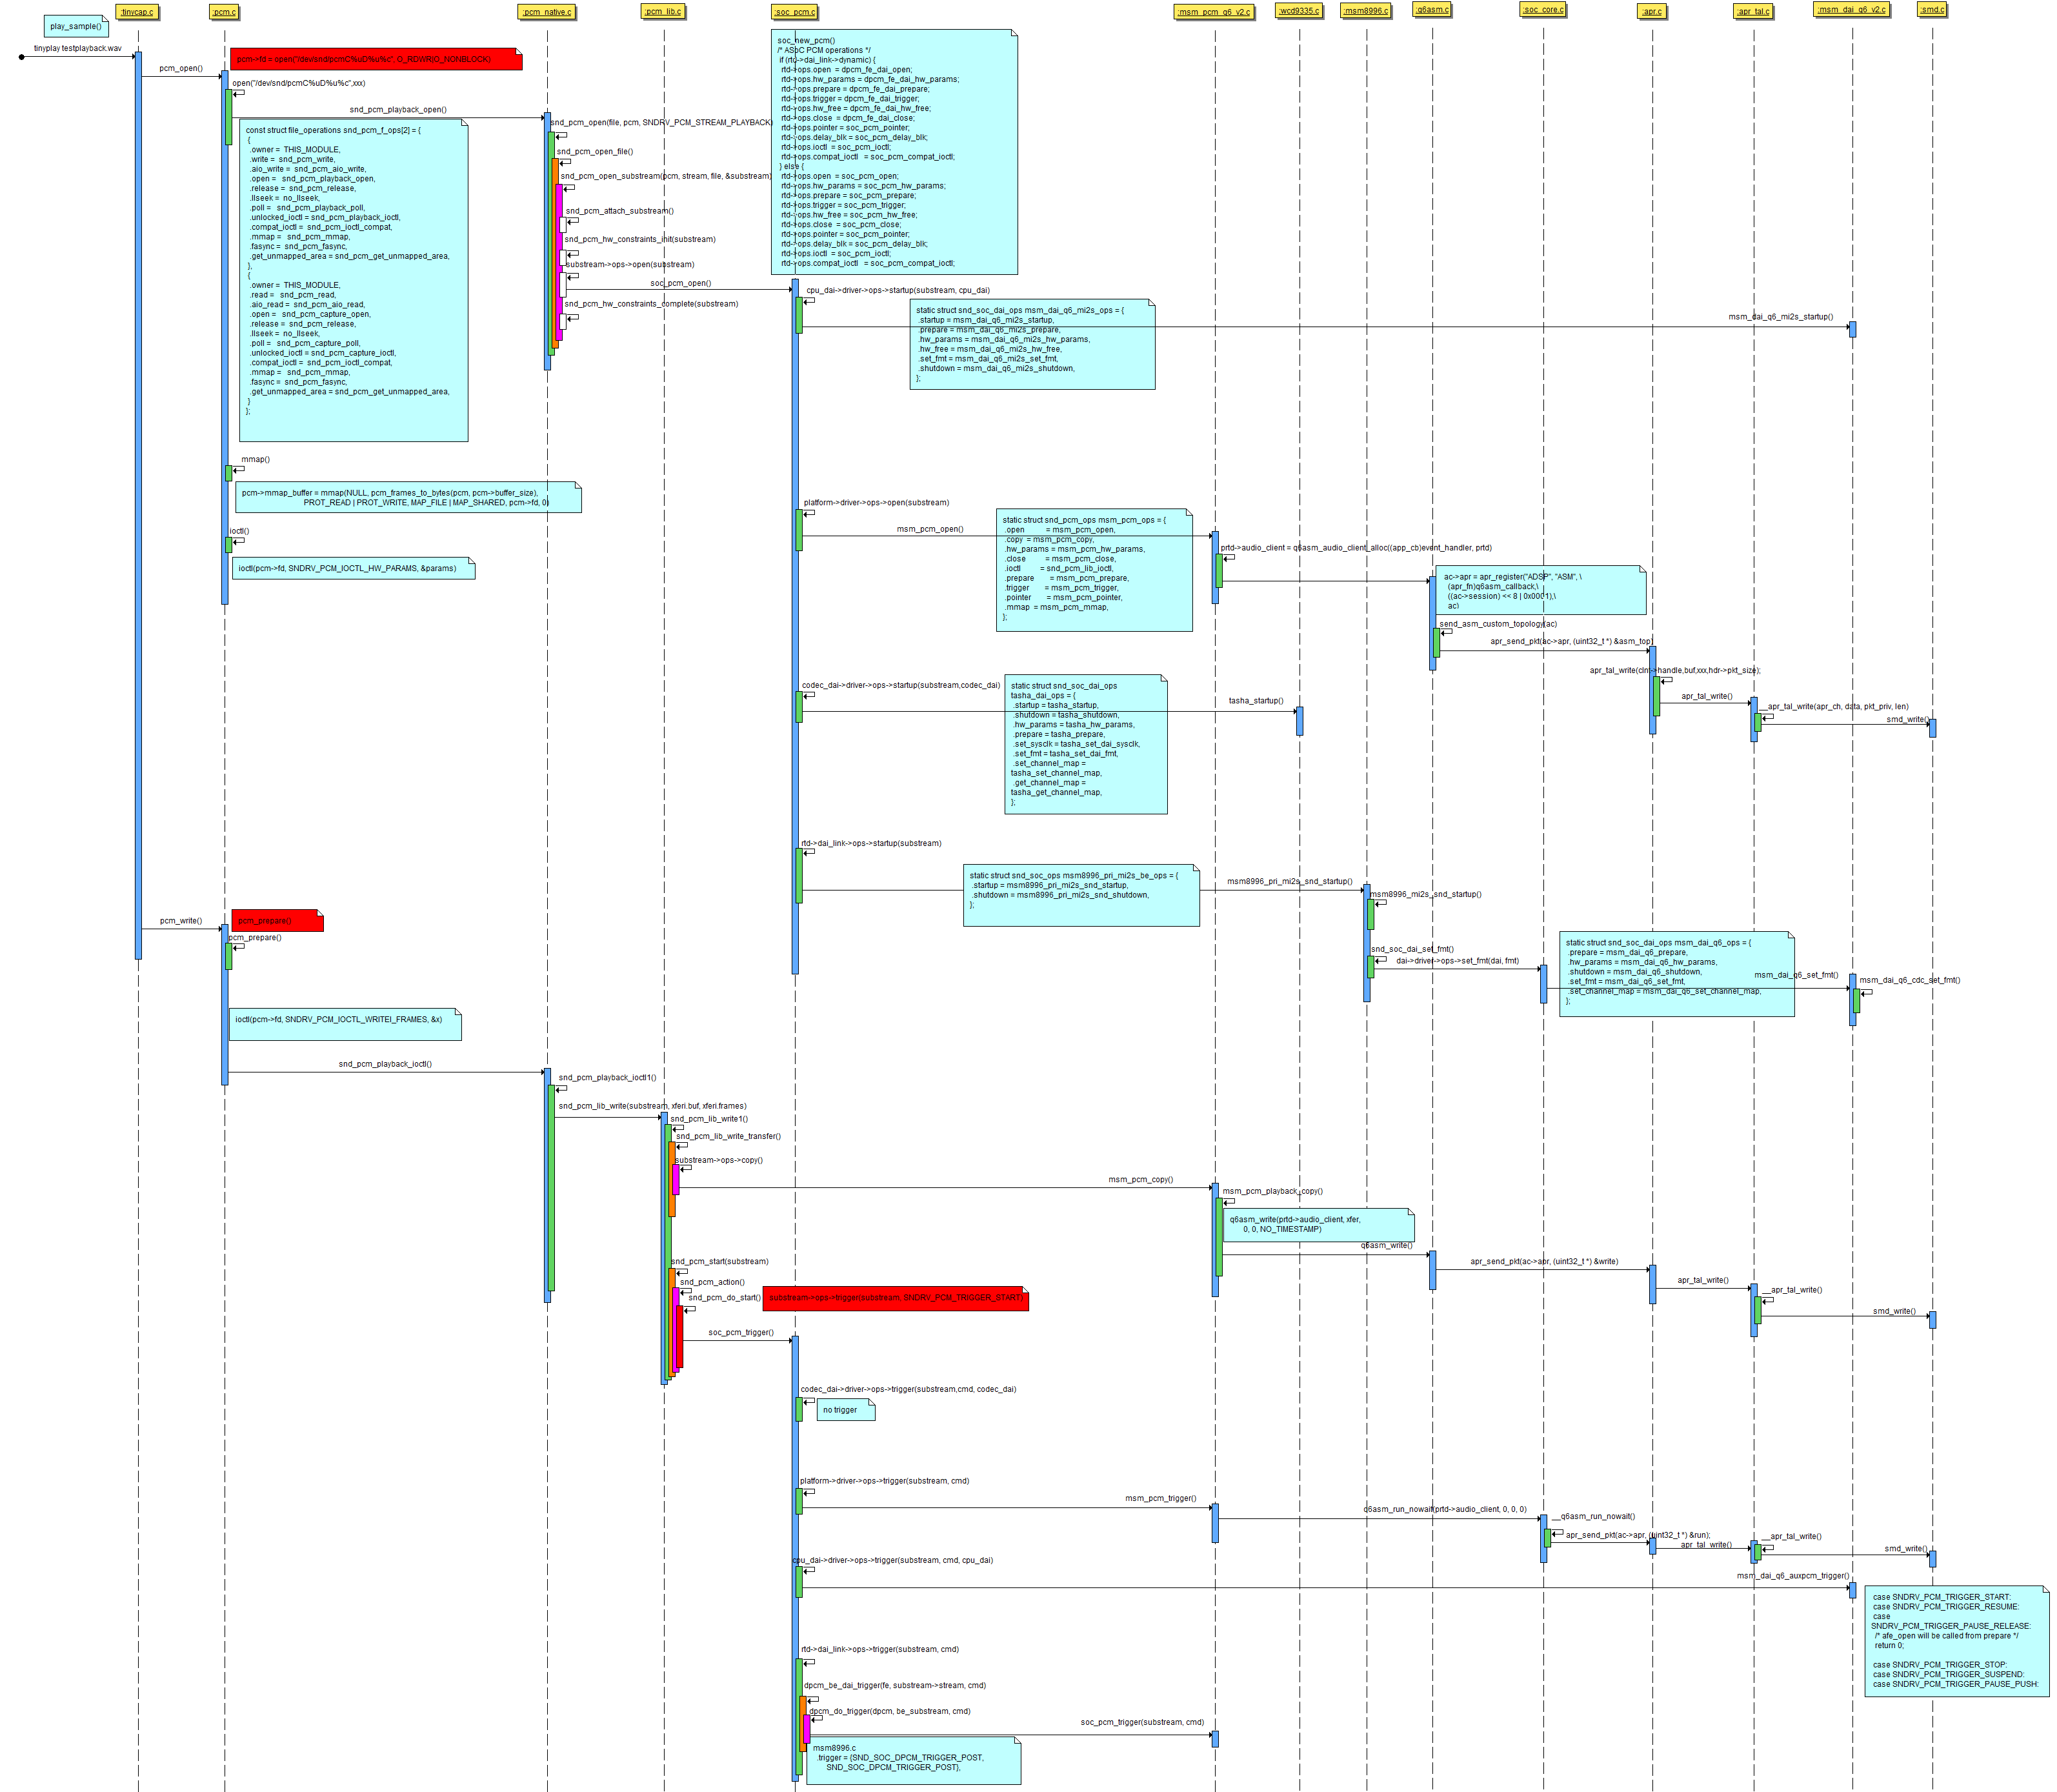 :tinvcap.c
:pcm.c
:pcm_native.c
:pcm_lib.c
:soc_pcm.c
:msm_pcm_q6_v2.c
:wcd9335.c
:msm8996.c
:q6asm.c
:soc_core.c
:apr.c
:apr_tal.c
:msm_dai_q6_v2.c
:smd.c
play_sample()
tinyplay testplayback.wav
pcm_open()
pcm->fd = open("/dev/snd/pcmC%uD%u%c", O_RDWR|O_NONBLOCK)
open("/dev/snd/pcmC%uD%u%c",xxx)
snd_pcm_playback_open()
const struct file_operations snd_pcm_f_ops[2] = {
{
.owner = THIS_MODULE,
.write = snd_pcm_write,
.aio_write = snd_pcm_aio_write,
.open = snd_pcm_playback_open,
.release = snd_pcm_release,
.llseek = no_llseek,
.poll = snd_pcm_playback_poll,
.unlocked_ioctl = snd_pcm_playback_ioctl,
.compat_ioctl = snd_pcm_ioctl_compat,
.mmap = snd_pcm_mmap,
.fasync = snd_pcm_fasync,
.get_unmapped_area = snd_pcm_get_unmapped_area,
},
{
.owner = THIS_MODULE,
.read = snd_pcm_read,
.aio_read = snd_pcm_aio_read,
.open = snd_pcm_capture_open,
.release = snd_pcm_release,
.llseek = no_llseek,
.poll = snd_pcm_capture_poll,
.unlocked_ioctl = snd_pcm_capture_ioctl,
.compat_ioctl = snd_pcm_ioctl_compat,
.mmap = snd_pcm_mmap,
.fasync = snd_pcm_fasync,
.get_unmapped_area = snd_pcm_get_unmapped_area,
}
};
snd_pcm_open(file, pcm, SNDRV_PCM_STREAM_PLAYBACK)
snd_pcm_open_file()
snd_pcm_open_substream(pcm, stream, file, &substream)
snd_pcm_attach_substream()
snd_pcm_hw_constraints_init(substream)
substream->ops->open(substream)
soc_pcm_open()
snd_pcm_hw_constraints_complete(substream)
soc_new_pcm()
/* ASoC PCM operations */
if (rtd->dai_link->dynamic) {
rtd->ops.open = dpcm_fe_dai_open;
rtd->ops.hw_params = dpcm_fe_dai_hw_params;
rtd->ops.prepare = dpcm_fe_dai_prepare;
rtd->ops.trigger = dpcm_fe_dai_trigger;
rtd->ops.hw_free = dpcm_fe_dai_hw_free;
rtd->ops.close = dpcm_fe_dai_close;
rtd->ops.pointer = soc_pcm_pointer;
rtd->ops.delay_blk = soc_pcm_delay_blk;
rtd->ops.ioctl = soc_pcm_ioctl;
rtd->ops.compat_ioctl = soc_pcm_compat_ioctl;
} else {
rtd->ops.open = soc_pcm_open;
rtd->ops.hw_params = soc_pcm_hw_params;
rtd->ops.prepare = soc_pcm_prepare;
rtd->ops.trigger = soc_pcm_trigger;
rtd->ops.hw_free = soc_pcm_hw_free;
rtd->ops.close = soc_pcm_close;
rtd->ops.pointer = soc_pcm_pointer;
rtd->ops.delay_blk = soc_pcm_delay_blk;
rtd->ops.ioctl = soc_pcm_ioctl;
rtd->ops.compat_ioctl = soc_pcm_compat_ioctl;
cpu_dai->driver->ops->startup(substream, cpu_dai)
static struct snd_soc_dai_ops msm_dai_q6_mi2s_ops = {
.startup = msm_dai_q6_mi2s_startup,
.prepare = msm_dai_q6_mi2s_prepare,
.hw_params = msm_dai_q6_mi2s_hw_params,
.hw_free = msm_dai_q6_mi2s_hw_free,
.set_fmt = msm_dai_q6_mi2s_set_fmt,
.shutdown = msm_dai_q6_mi2s_shutdown,
};
msm_dai_q6_mi2s_startup()
mmap()
pcm->mmap_buffer = mmap(NULL, pcm_frames_to_bytes(pcm, pcm->buffer_size),
PROT_READ | PROT_WRITE, MAP_FILE | MAP_SHARED, pcm->fd, 0)
ioctl()
ioctl(pcm->fd, SNDRV_PCM_IOCTL_HW_PARAMS, &params)
platform->driver->ops->open(substream)
msm_pcm_open()
static struct snd_pcm_ops msm_pcm_ops = {
.open = msm_pcm_open,
.copy = msm_pcm_copy,
.hw_params = msm_pcm_hw_params,
.close = msm_pcm_close,
.ioctl = snd_pcm_lib_ioctl,
.prepare = msm_pcm_prepare,
.trigger = msm_pcm_trigger,
.pointer = msm_pcm_pointer,
.mmap = msm_pcm_mmap,
};
prtd->audio_client = q6asm_audio_client_alloc((app_cb)event_handler, prtd)
ac->apr = apr_register("ADSP", "ASM", \
(apr_fn)q6asm_callback,\
((ac->session) << 8 | 0x0001),\
ac)
send_asm_custom_topology(ac)
apr_send_pkt(ac->apr, (uint32_t *) &asm_top)
apr_tal_write(clnt->handle,buf,xxx,hdr->pkt_size);
apr_tal_write()
__apr_tal_write(apr_ch, data, pkt_priv, len)
smd_write()
codec_dai->driver->ops->startup(substream,codec_dai)
static struct snd_soc_dai_ops
tasha_dai_ops = {
.startup = tasha_startup,
.shutdown = tasha_shutdown,
.hw_params = tasha_hw_params,
.prepare = tasha_prepare,
.set_sysclk = tasha_set_dai_sysclk,
.set_fmt = tasha_set_dai_fmt,
.set_channel_map =
tasha_set_channel_map,
.get_channel_map =
tasha_get_channel_map,
};
tasha_startup()
rtd->dai_link->ops->startup(substream)
static struct snd_soc_ops msm8996_pri_mi2s_be_ops = {
.startup = msm8996_pri_mi2s_snd_startup,
.shutdown = msm8996_pri_mi2s_snd_shutdown,
};
msm8996_pri_mi2s_snd_startup()
msm8996_mi2s_snd_startup()
snd_soc_dai_set_fmt()
dai->driver->ops->set_fmt(dai, fmt)
static struct snd_soc_dai_ops msm_dai_q6_ops = {
.prepare = msm_dai_q6_prepare,
.hw_params = msm_dai_q6_hw_params,
.shutdown = msm_dai_q6_shutdown,
.set_fmt = msm_dai_q6_set_fmt,
.set_channel_map = msm_dai_q6_set_channel_map,
};
msm_dai_q6_set_fmt()
msm_dai_q6_cdc_set_fmt()
pcm_write()
pcm_prepare()
pcm_prepare()
ioctl(pcm->fd, SNDRV_PCM_IOCTL_WRITEI_FRAMES, &x)
snd_pcm_playback_ioctl()
snd_pcm_playback_ioctl1()
snd_pcm_lib_write(substream, xferi.buf, xferi.frames)
snd_pcm_lib_write1()
snd_pcm_lib_write_transfer()
substream->ops->copy()
msm_pcm_copy()
msm_pcm_playback_copy()
q6asm_write(prtd->audio_client, xfer,
0, 0, NO_TIMESTAMP)
q6asm_write()
apr_send_pkt(ac->apr, (uint32_t *) &write)
apr_tal_write()
__apr_tal_write()
smd_write()
snd_pcm_start(substream)
snd_pcm_action()
snd_pcm_do_start()
substream->ops->trigger(substream, SNDRV_PCM_TRIGGER_START)
soc_pcm_trigger()
codec_dai->driver->ops->trigger(substream,cmd, codec_dai)
no trigger
platform->driver->ops->trigger(substream, cmd)
msm_pcm_trigger()
q6asm_run_nowait(prtd->audio_client, 0, 0, 0)
__q6asm_run_nowait()
apr_send_pkt(ac->apr, (uint32_t *) &run);
apr_tal_write()
__apr_tal_write()
smd_write()
cpu_dai->driver->ops->trigger(substream, cmd, cpu_dai)
msm_dai_q6_auxpcm_trigger()
case SNDRV_PCM_TRIGGER_START:
case SNDRV_PCM_TRIGGER_RESUME:
case
SNDRV_PCM_TRIGGER_PAUSE_RELEASE:
/* afe_open will be called from prepare */
return 0;
case SNDRV_PCM_TRIGGER_STOP:
case SNDRV_PCM_TRIGGER_SUSPEND:
case SNDRV_PCM_TRIGGER_PAUSE_PUSH:
rtd->dai_link->ops->trigger(substream, cmd)
dpcm_be_dai_trigger(fe, substream->stream, cmd)
dpcm_do_trigger(dpcm, be_substream, cmd)
soc_pcm_trigger(substream, cmd)
msm8996.c
.trigger = {SND_SOC_DPCM_TRIGGER_POST,
SND_SOC_DPCM_TRIGGER_POST},